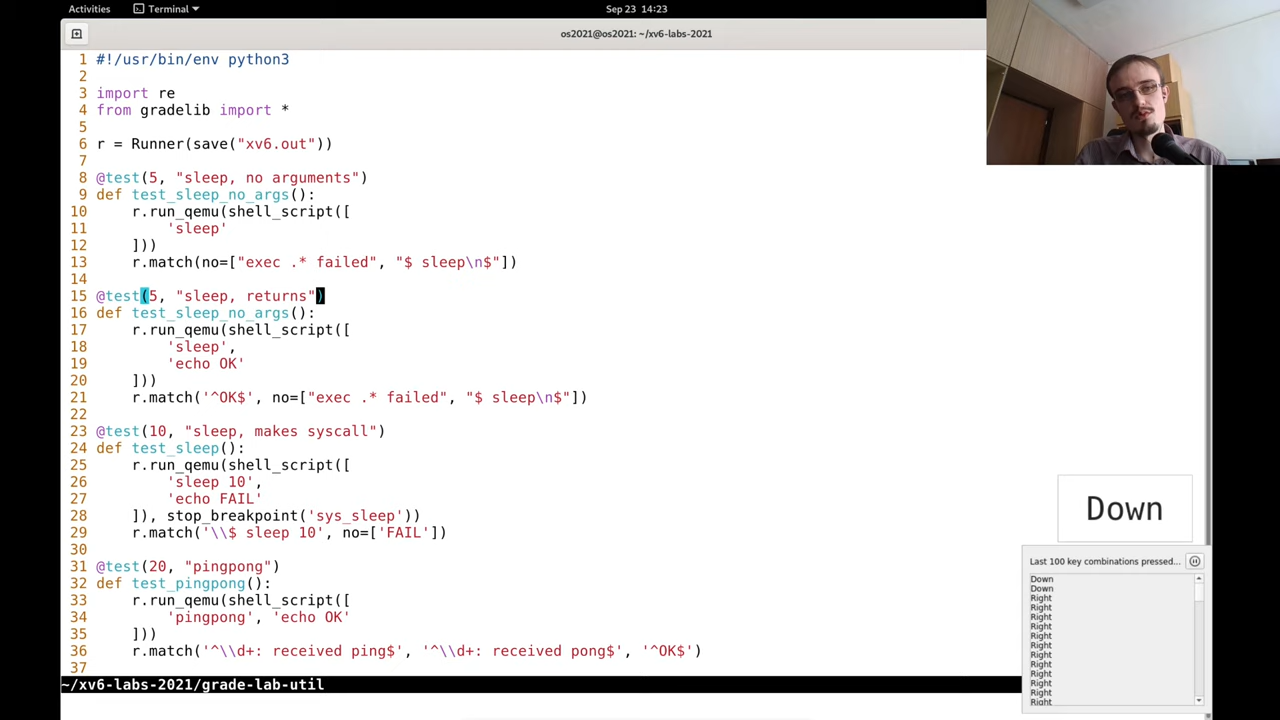 Activities
Terminal
Sep 23 14:23
os2021@os2021: ~/xv6-labs-2021
1 #!/usr/bin/env python3
2
3 import re
4 from gradelib import *
5
6 r = Runner(save("xv6.out"))
7
8 @test(5, "sleep, no arguments")
9 def test_sleep_no_args():
10     r.run_qemu(shell_script([
11         'sleep'
12     ]))
13     r.match(no=["exec .* failed", "$ sleep\n$"])
14
15 @test(5, "sleep, returns")
16 def test_sleep_no_args():
17     r.run_qemu(shell_script([
18         'sleep',
19         'echo OK'
20     ]))
21     r.match('^OK$', no=["exec .* failed", "$ sleep\n$"])
22
23 @test(10, "sleep, makes syscall")
24 def test_sleep():
25     r.run_qemu(shell_script([
26         'sleep 10',
27         'echo FAIL'
28     ]), stop_breakpoint('sys_sleep'))
29     r.match('\\$ sleep 10', no=['FAIL'])
30
31 @test(20, "pingpong")
32 def test_pingpong():
33     r.run_qemu(shell_script([
34         'pingpong', 'echo OK'
35     ]))
36     r.match('^\\d+: received ping$', '^\\d+: received pong$', '^OK$')
37
~/xv6-labs-2021/grade-lab-util
Down
Last 100 key combinations pressed...
Down
Down
Right
Right
Right
Right
Right
Right
Right
Right
Right
Right
Right
Right